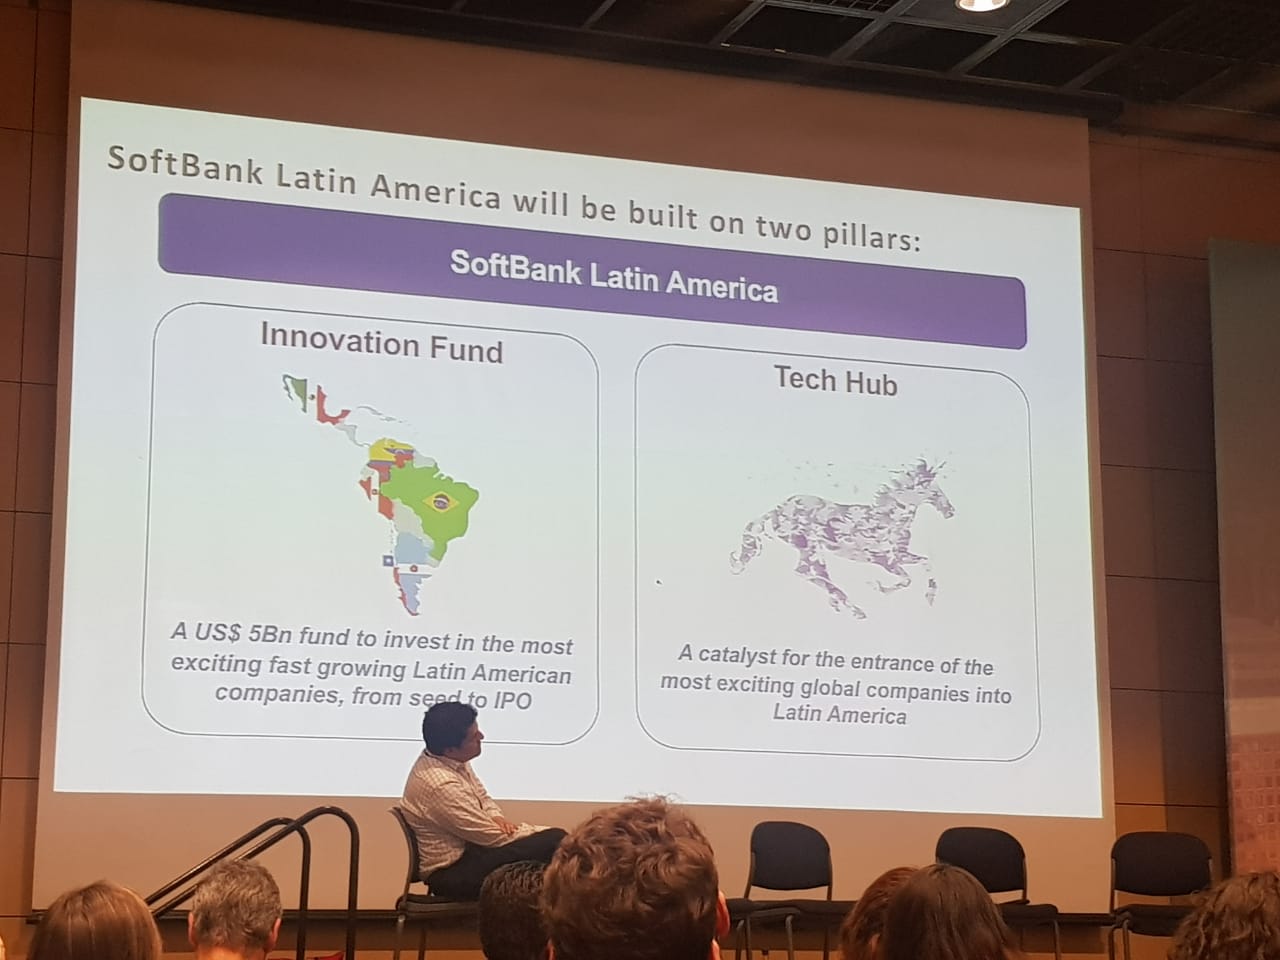 SoftBank Latin America will be built on two pillars:
SoftBank Latin America
Innovation Fund
A US$ 5Bn fund to invest in the most
exciting fast growing Latin American
companies, from seed to IPO
Tech Hub
A catalyst for the entrance of the
most exciting global companies into
Latin America